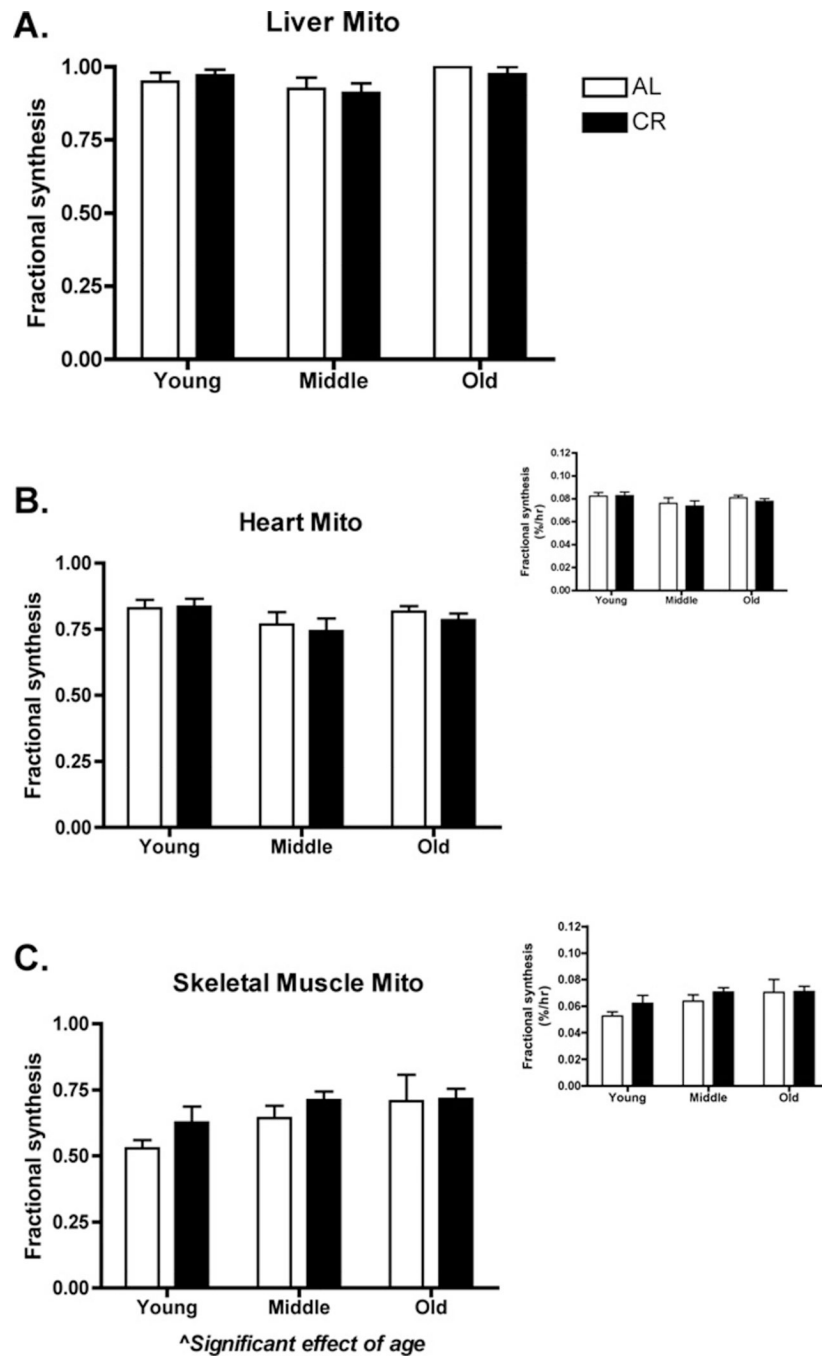 A.
Liver Mito
Fractional synthesis
1.00
0.75
0.50
0.25
0.00
Young Middle Old
AL
CR
B.
Heart Mito
Fractional synthesis
1.00
0.75
0.50
0.25
0.00
Young Middle Old
Fractional synthesis
(%/hr)
0.12
0.10
0.08
0.06
0.04
0.02
0.00
Young Middle Old
C.
Skeletal Muscle Mito
Fractional synthesis
1.00
0.75
0.50
0.25
0.00
Young Middle Old
^Significant effect of age
Fractional synthesis
(%/hr)
0.12
0.10
0.08
0.06
0.04
0.02
0.00
Young Middle Old